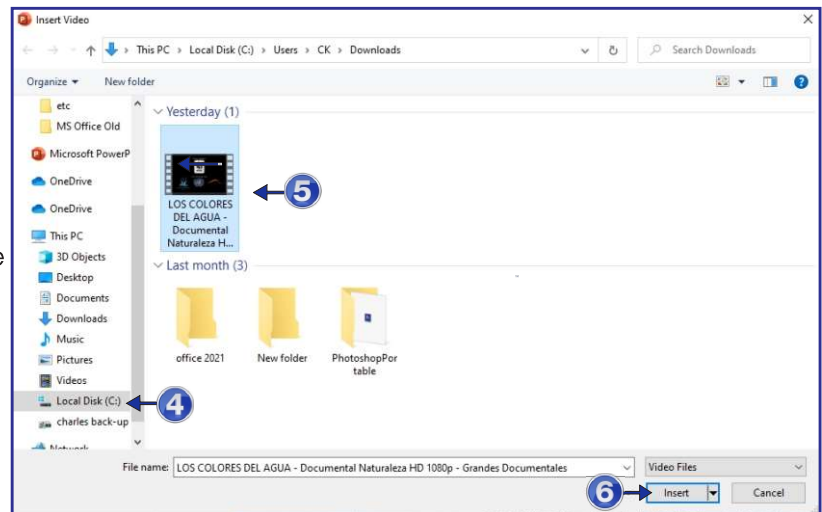 Insert Video
This PC > Local Disk (C:) > Users > CK > Downloads
Search Downloads
Organize
New folder
etc
MS Office Old
Microsoft PowerP
OneDrive
OneDrive
This PC
3D Objects
Desktop
Documents
Downloads
Music
Pictures
Videos
Local Disk (C:)
4
charles back-up
Network
e
Yesterday (1)
LOS COLORES
DEL AGUA -
Documental
Naturaleza H...
5
Last month (3)
office 2021
New folder
PhotoshopPor
table
File name: LOS COLORES DEL AGUA - Documental Naturaleza HD 1080p - Grandes Documentales
Video Files
6
Insert
Cancel